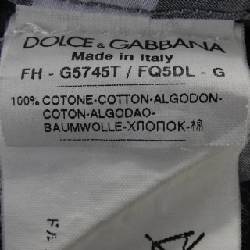 DOLCE & GABBANA
Made in Italy
FH - G5745T / FQ5DL - G
100% COTONE-COTTON-ALGODON-
COTON-ALGODAO-
BAUMWOLLE-ХЛОПОК-棉